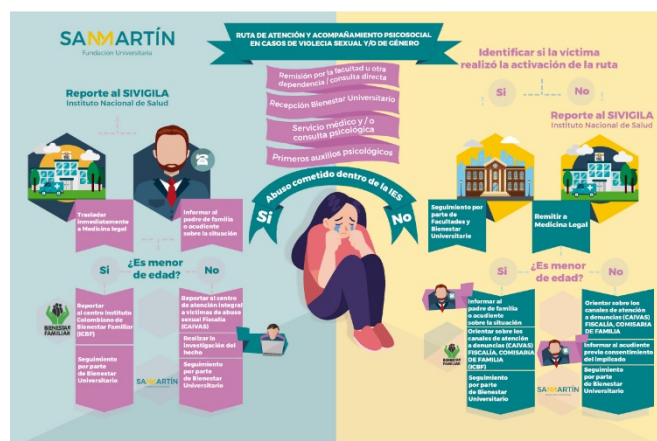 SANMARTÍN
Fundación Universitaria
RUTA DE ATENCIÓN Y ACOMPAÑAMIENTO PSICOSOCIAL
EN CASOS DE VIOLECIA SEXUAL Y/O DE GÉNERO
Remisión por la facultad u otra
dependencia / consulta directa
Recepción Bienestar Universitario
Servicio médico y / o
consulta psicológica
Primeros auxilios psicológicos
Abuso cometido dentro de la IES
Si
No
Reporte al SIVIGILA
Instituto Nacional de Salud
Trasladar
inmediatamente
a Medicina legal
Informar al
padre de familia
o acudiente
sobre la situación
¿Es menor
de edad?
Si
No
BIENESTAR
FAMILIAR
Reportar
al centro Instituto
Colombiano de
Bienestar Familiar
(ICBF)
Seguimiento
por parte
de Bienestar
Universitario
Reportar al centro
de atención integral
a víctimas de abuso
sexual Fiscalía
(CAIVAS)
Realizar la
investigación del
hecho
Seguimiento
por parte
de Bienestar
Universitario
SANMARTÍN
Identificar si la víctima
realizó la activación de la ruta
Si
No
Reporte al SIVIGILA
Instituto Nacional de Salud
Seguimiento por
parte de
Facultades y
Bienestar
Universitario
Remitir a
Medicina Legal
¿Es menor
de edad?
Si
No
Informar al
padre de familia
o acudiente
sobre la situación
Orientar sobre los
canales de atención
a denuncias (CAIVAS)
FISCALÍA, COMISARIA
DE FAMILIA
(ICBF)
Seguimiento
por parte
de Bienestar
Universitario
BIENESTAR
FAMILIAR
Orientar sobre los
canales de atención
a denuncias (CAIVAS)
FISCALÍA, COMISARIA
DE FAMILIA
Informar al acudiente
previo consentimiento
del implicado
Seguimiento
por parte
de Bienestar
Universitario
SANMARTÍN